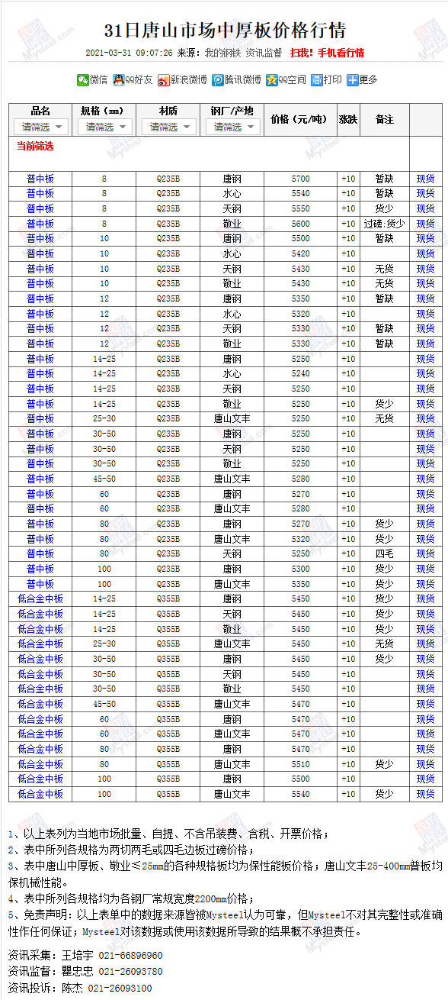 31日唐山市场中厚板价格行情
2021-03-31 09:07:26 来源：我的钢铁 资讯监督 扫我！手机看行情
微信 QQ好友 新浪微博 腾讯微博 QQ空间 打印 更多
品名 规格（mm） 材质 钢厂/产地 价格（元/吨） 涨跌 备注
请筛选 请筛选 请筛选 请筛选
当前筛选
普中板 8 Q235B 唐钢 5700 +10 暂缺 现货
普中板 8 Q235B 水心 5540 +10 暂缺 现货
普中板 8 Q235B 天钢 5550 +10 货少 现货
普中板 8 Q235B 敬业 5600 +10 过磅;货少 现货
普中板 10 Q235B 唐钢 5500 +10 暂缺 现货
普中板 10 Q235B 水心 5420 +10 现货
普中板 10 Q235B 天钢 5430 +10 无货 现货
普中板 10 Q235B 敬业 5430 +10 无货 现货
普中板 12 Q235B 唐钢 5350 +10 暂缺 现货
普中板 12 Q235B 水心 5320 +10 现货
普中板 12 Q235B 天钢 5330 +10 暂缺 现货
普中板 12 Q235B 敬业 5330 +10 暂缺 现货
普中板 14-25 Q235B 唐钢 5250 +10 现货
普中板 14-25 Q235B 水心 5240 +10 现货
普中板 14-25 Q235B 天钢 5250 +10 现货
普中板 14-25 Q235B 敬业 5250 +10 货少 现货
普中板 25-30 Q235B 唐山文丰 5250 +10 无货 现货
普中板 30-50 Q235B 唐钢 5250 +10 现货
普中板 30-50 Q235B 天钢 5250 +10 现货
普中板 30-50 Q235B 敬业 5250 +10 现货
普中板 45-50 Q235B 唐山文丰 5280 +10 现货
普中板 60 Q235B 唐钢 5270 +10 现货
普中板 60 Q235B 唐山文丰 5280 +10 现货
普中板 80 Q235B 唐钢 5270 +10 货少 现货
普中板 80 Q235B 唐山文丰 5320 +10 货少 现货
普中板 80 Q235B 天钢 5250 +10 四毛 现货
普中板 100 Q235B 唐钢 5300 +10 货少 现货
普中板 100 Q235B 唐山文丰 5350 +10 货少 现货
低合金中板 14-25 Q355B 唐钢 5450 +10 货少 现货
低合金中板 14-25 Q355B 天钢 5450 +10 货少 现货
低合金中板 14-25 Q355B 敬业 5450 +10 货少 现货
低合金中板 25-30 Q355B 唐山文丰 5450 +10 无货 现货
低合金中板 30-50 Q355B 唐钢 5450 +10 货少 现货
低合金中板 30-50 Q355B 天钢 5450 +10 现货
低合金中板 30-50 Q355B 敬业 5450 +10 现货
低合金中板 45-50 Q355B 唐山文丰 5470 +10 现货
低合金中板 60 Q355B 唐钢 5470 +10 现货
低合金中板 60 Q355B 唐山文丰 5470 +10 现货
低合金中板 80 Q355B 唐钢 5470 +10 现货
低合金中板 80 Q355B 唐山文丰 5510 +10 货少 现货
低合金中板 100 Q355B 唐钢 5500 +10 现货
低合金中板 100 Q355B 唐山文丰 5540 +10 货少 现货
1、以上表列为当地市场批量、自提、不含吊装费、含税、开票价格；
2、表中所列各规格为两切两毛或四毛边板过磅价格；
3、表中唐山中厚板、敬业≤25mm的各种规格板均为保性能板价格；唐山文丰25-400mm普板均
保机械性能。
4、表中所列各规格均为各钢厂常规宽度2200mm价格；
5、免责声明：以上表单中的数据来源皆被Mysteel认为可靠，但Mysteel不对其完整性或准确
性作任何保证；Mysteel对该数据或使用该数据所导致的结果概不承担责任。
资讯采集：王培宇 021-66896960
资讯监督：瞿忠忠 021-26093780
资讯投诉：陈杰 021-26093100